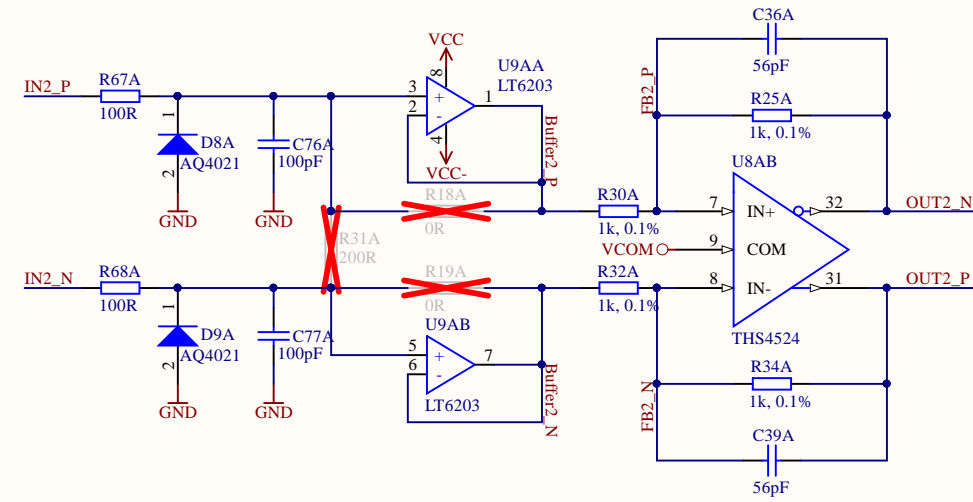 C36A
56pF
VCC
U9AA
LT6203
IN2_P
R67A
100R
8
3
+
1
2
-
4
VCC-
Buffer2_P
FB2_P
R25A
1k, 0.1%
1
D8A
AQ4021
2
C76A
100pF
GND
GND
U8AB
R18A
0R
R30A
1k, 0.1%
7
IN+
32
OUT2_N
R31A
200R
VCOM
9
COM
IN2_N
R68A
100R
R19A
0R
R32A
1k, 0.1%
8
IN-
31
OUT2_P
1
D9A
AQ4021
2
C77A
100pF
U9AB
5
+
7
6
-
LT6203
THS4524
GND
GND
Buffer2_N
FB2_N
R34A
1k, 0.1%
C39A
56pF